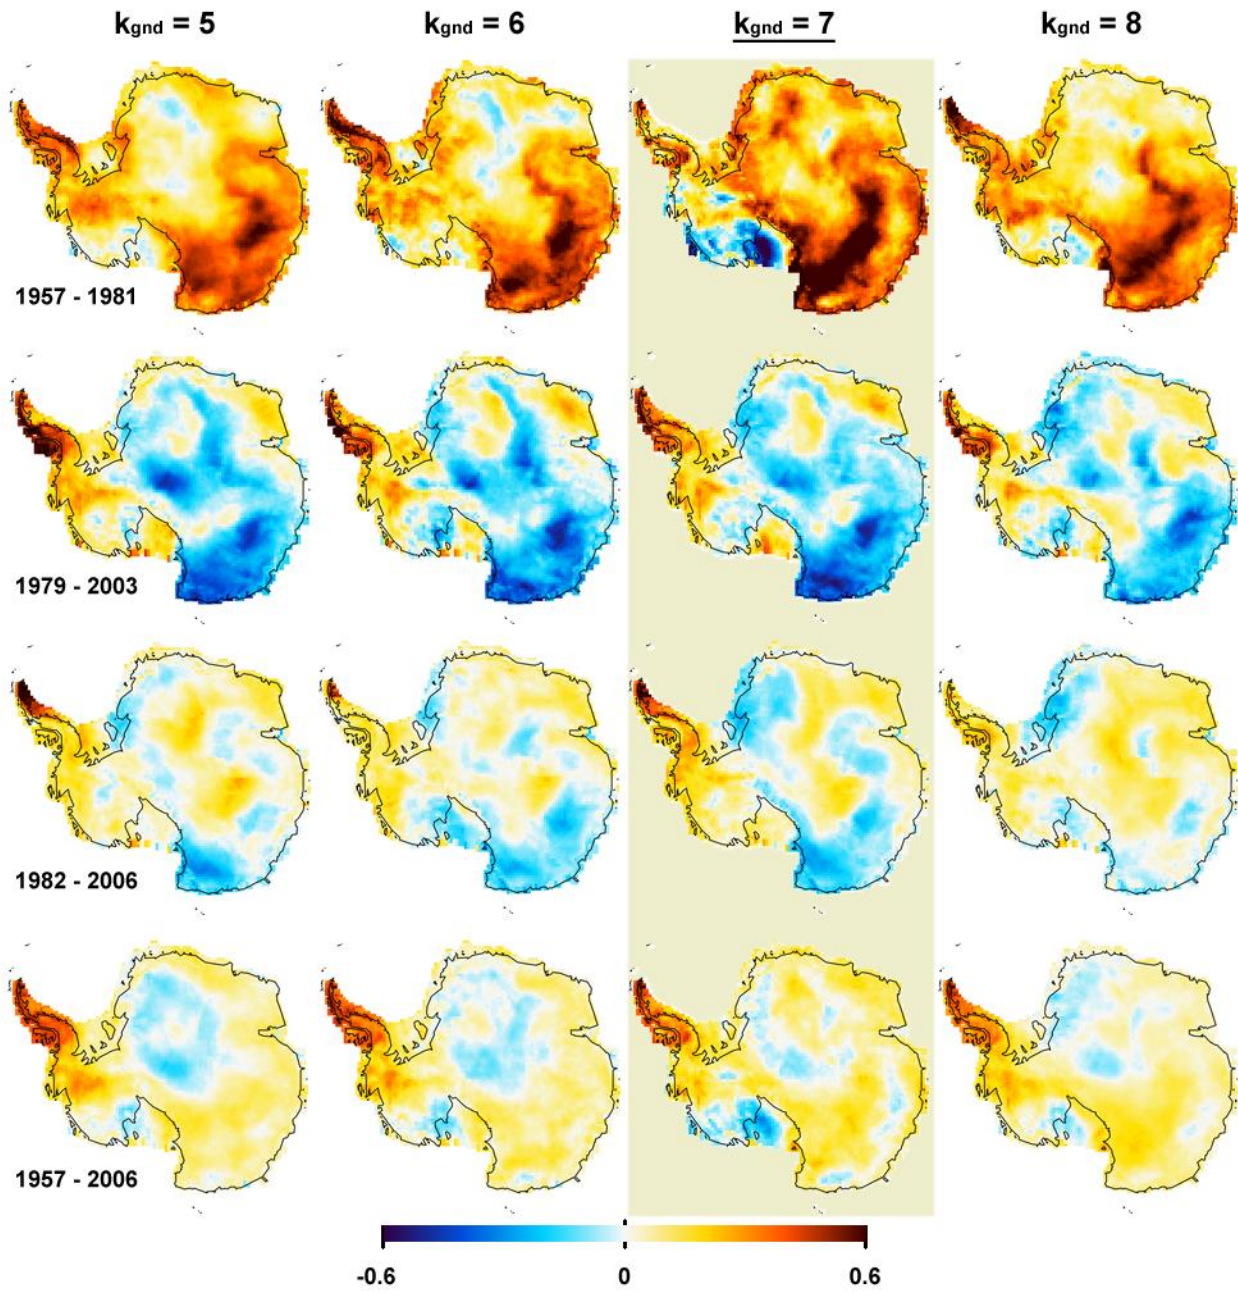 kgnd = 5 kgnd = 6 kgnd = 7 kgnd = 8
1957 - 1981
1979 - 2003
1982 - 2006
1957 - 2006
-0.6 0 0.6